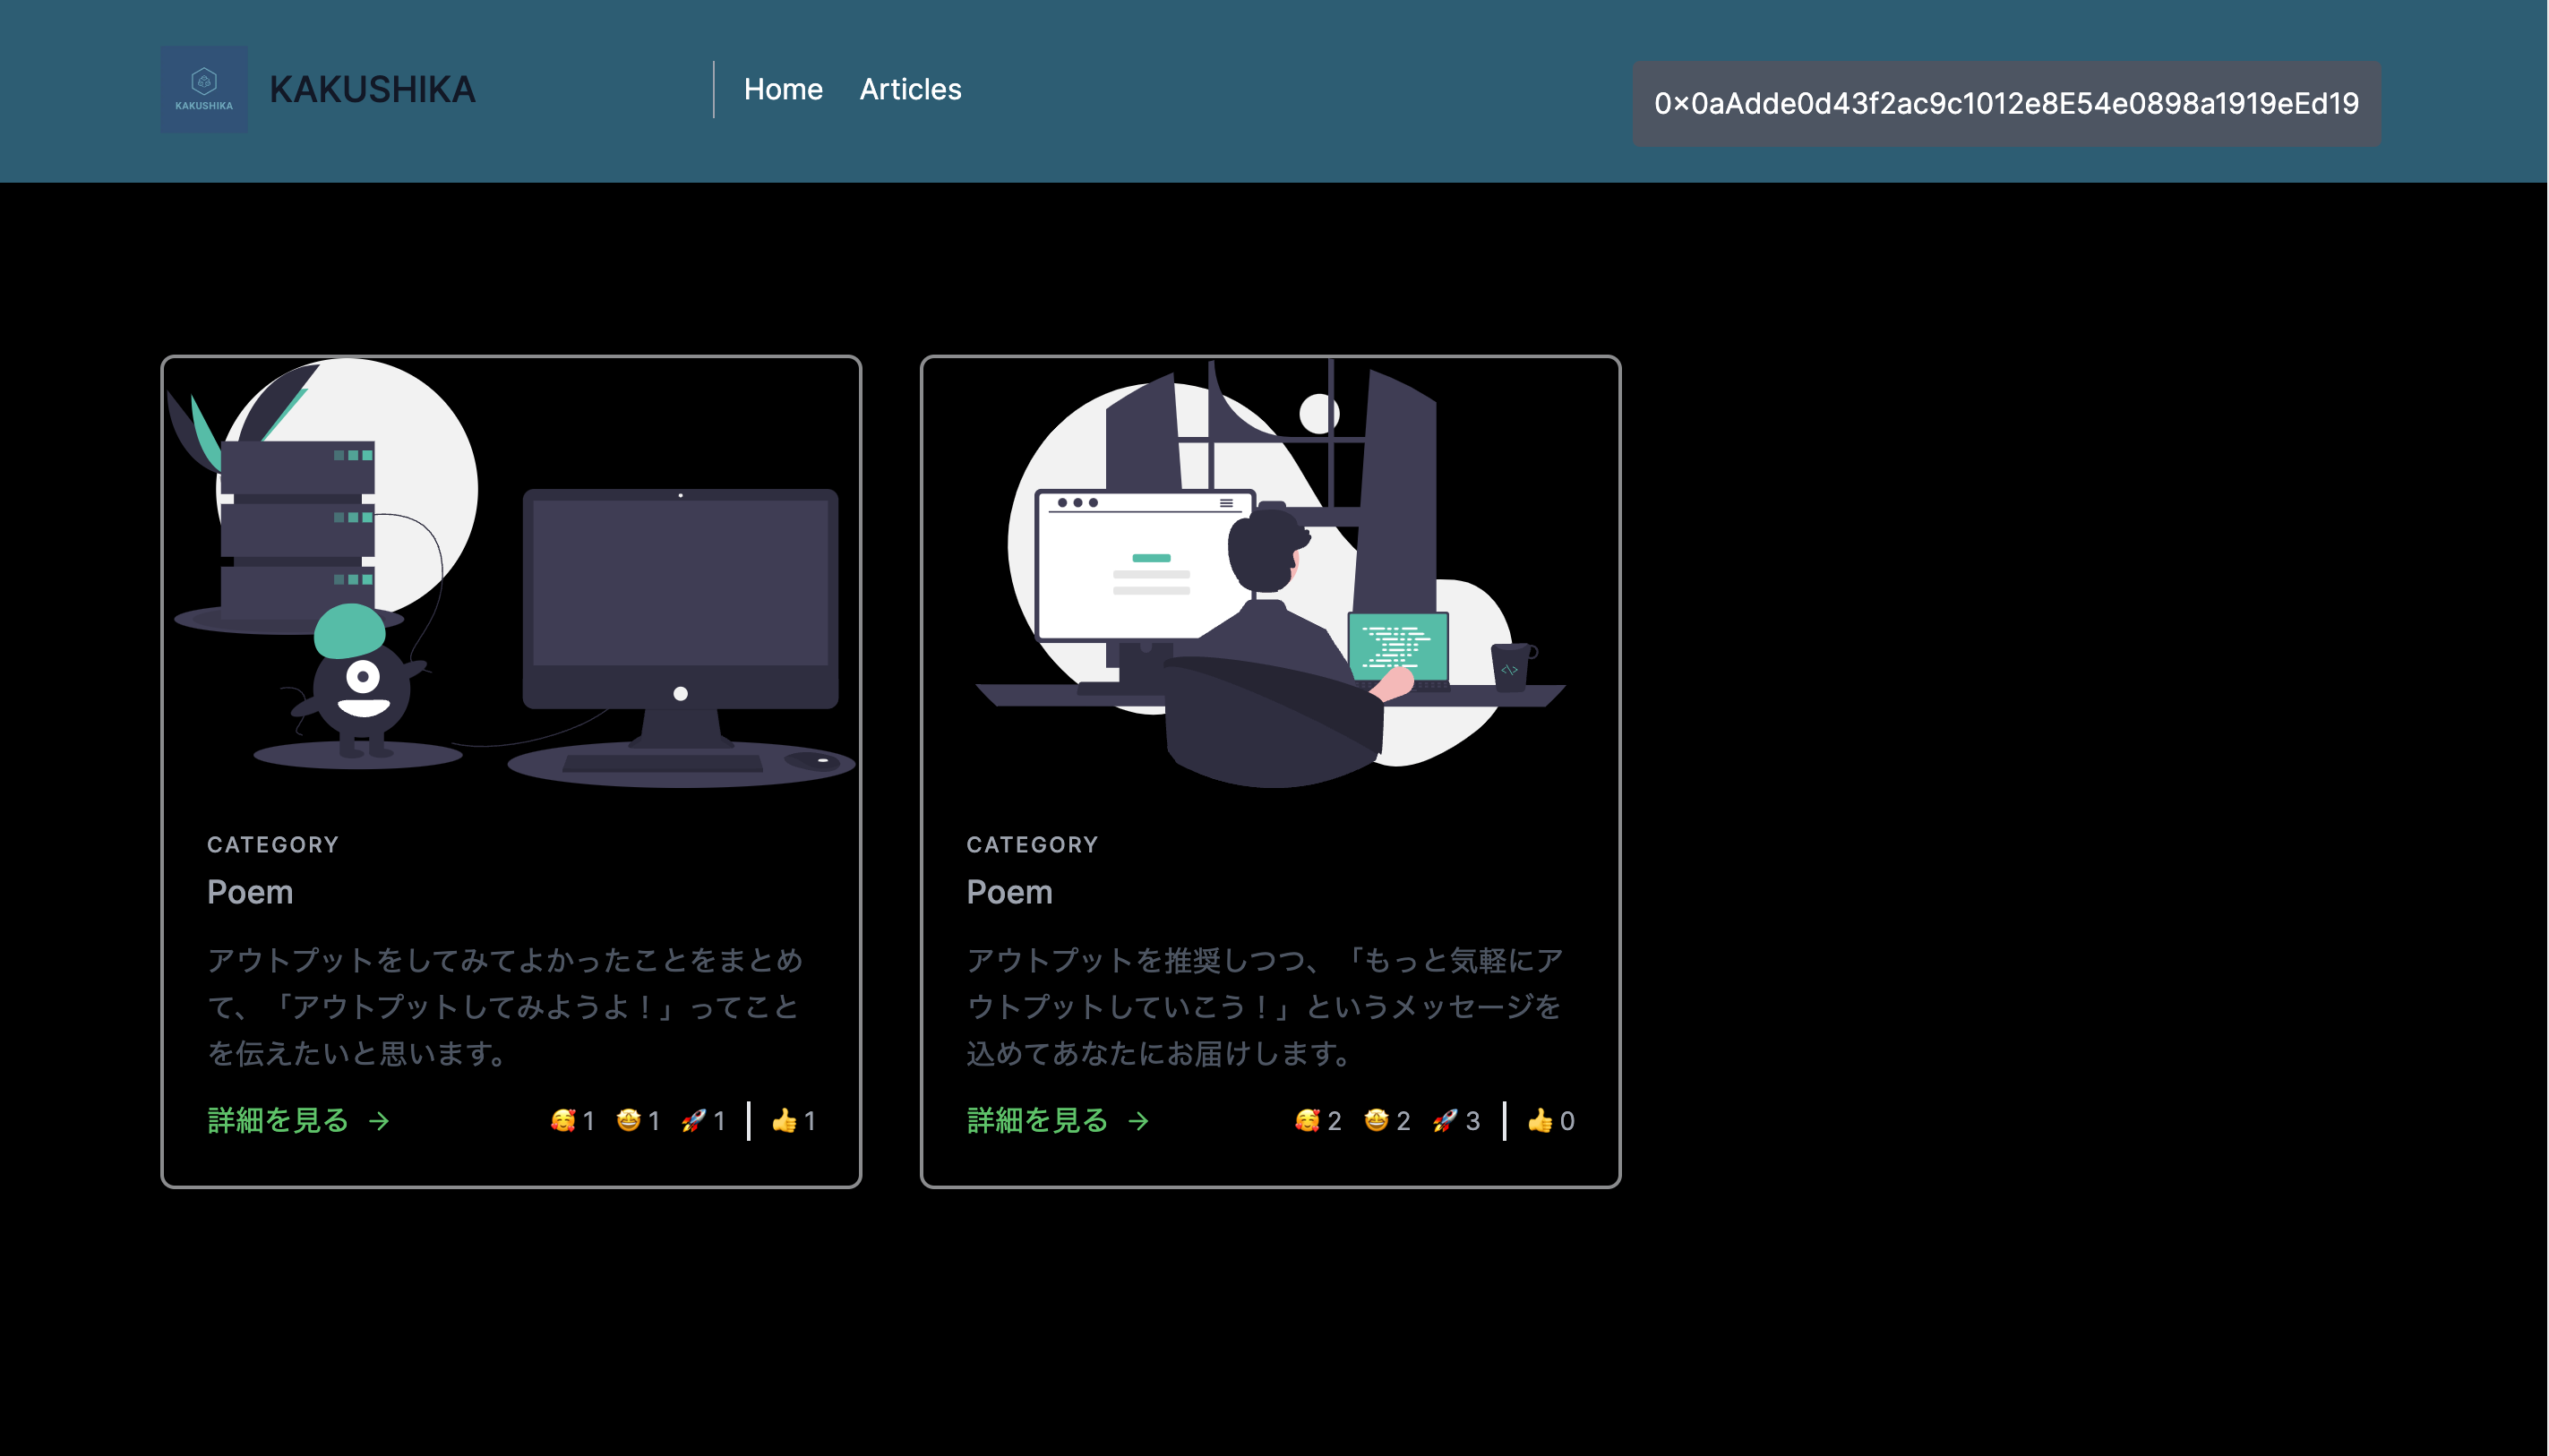 KAKUSHIKA
KAKUSHIKA
Home Articles
0x0aAdde0d43f2ac9c1012e8E54e0898a1919eEd19
CATEGORY
Poem
アウトプットをしてみてよかったことをまとめ
て、「アウトプットしてみようよ！」ってこと
を伝えたいと思います。
詳細を見る → 🥰 1 🤩 1 🚀 1 👍 1
CATEGORY
Poem
アウトプットを推奨しつつ、「もっと気軽にア
ウトプットしていこう！」というメッセージを
込めてあなたにお届けします。
詳細を見る → 🥰 2 🤩 2 🚀 3 👍 0